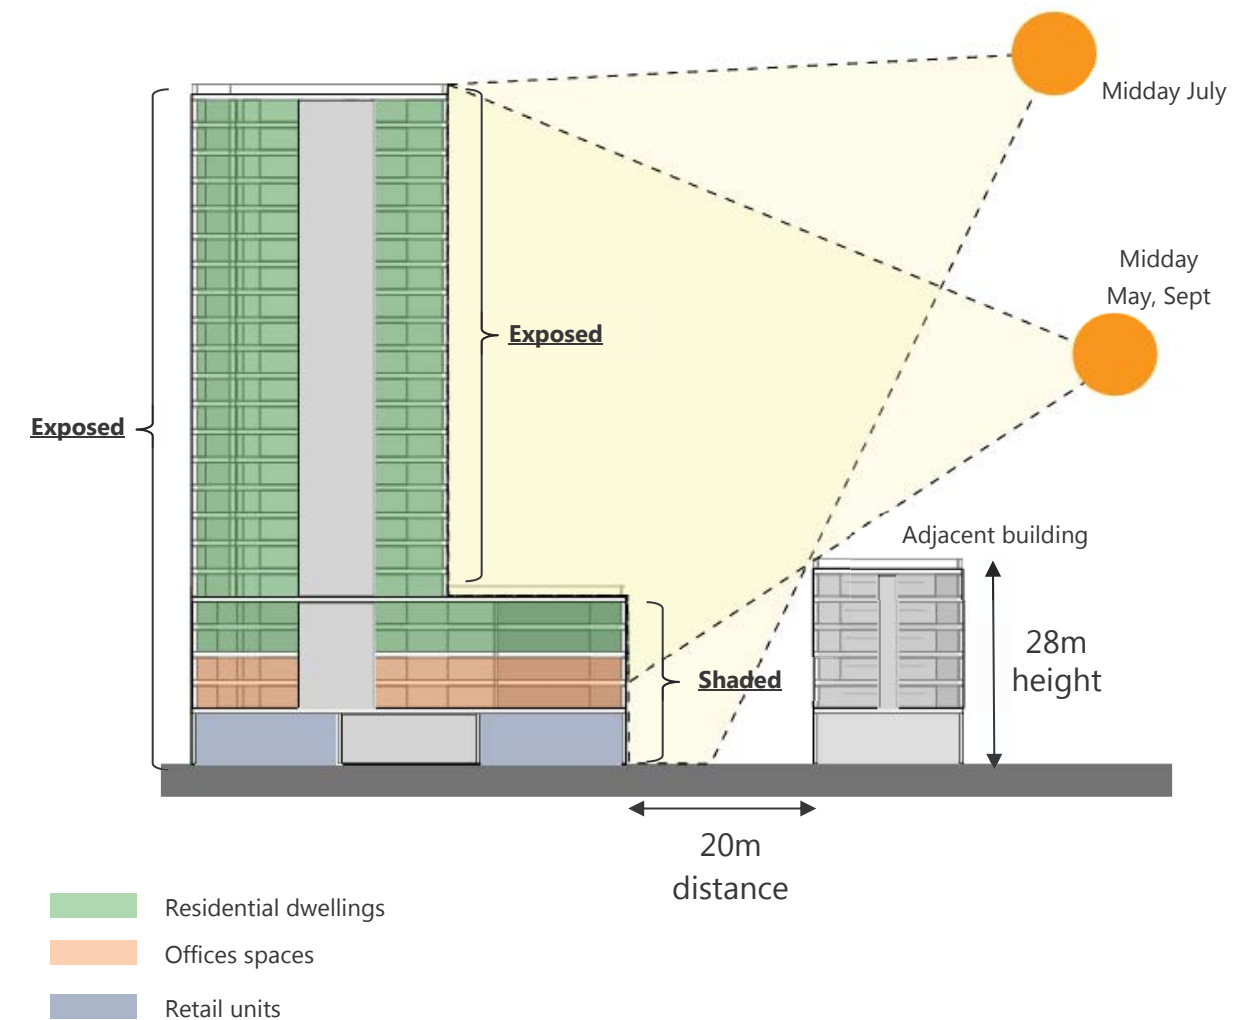 Midday July
Midday
May, Sept
Exposed
Exposed
Adjacent building
28m
height
Shaded
20m
distance
Residential dwellings
Offices spaces
Retail units